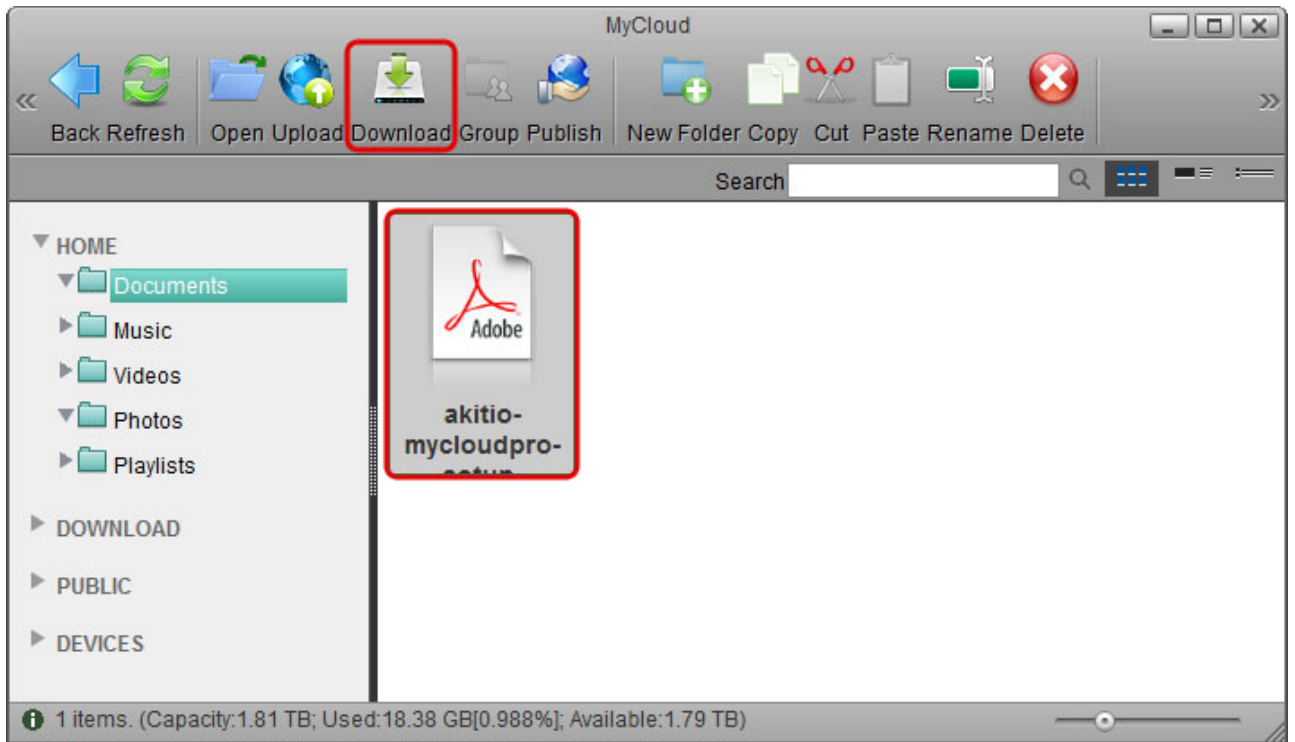 MyCloud
Back Refresh Open Upload Download Group Publish New Folder Copy Cut Paste Rename Delete
Search
HOME
Documents
Music
Videos
Photos
Playlists
DOWNLOAD
PUBLIC
DEVICES
Adobe
akitio-
mycloudpro-
1 items. (Capacity:1.81 TB; Used:18.38 GB[0.988%]; Available:1.79 TB)